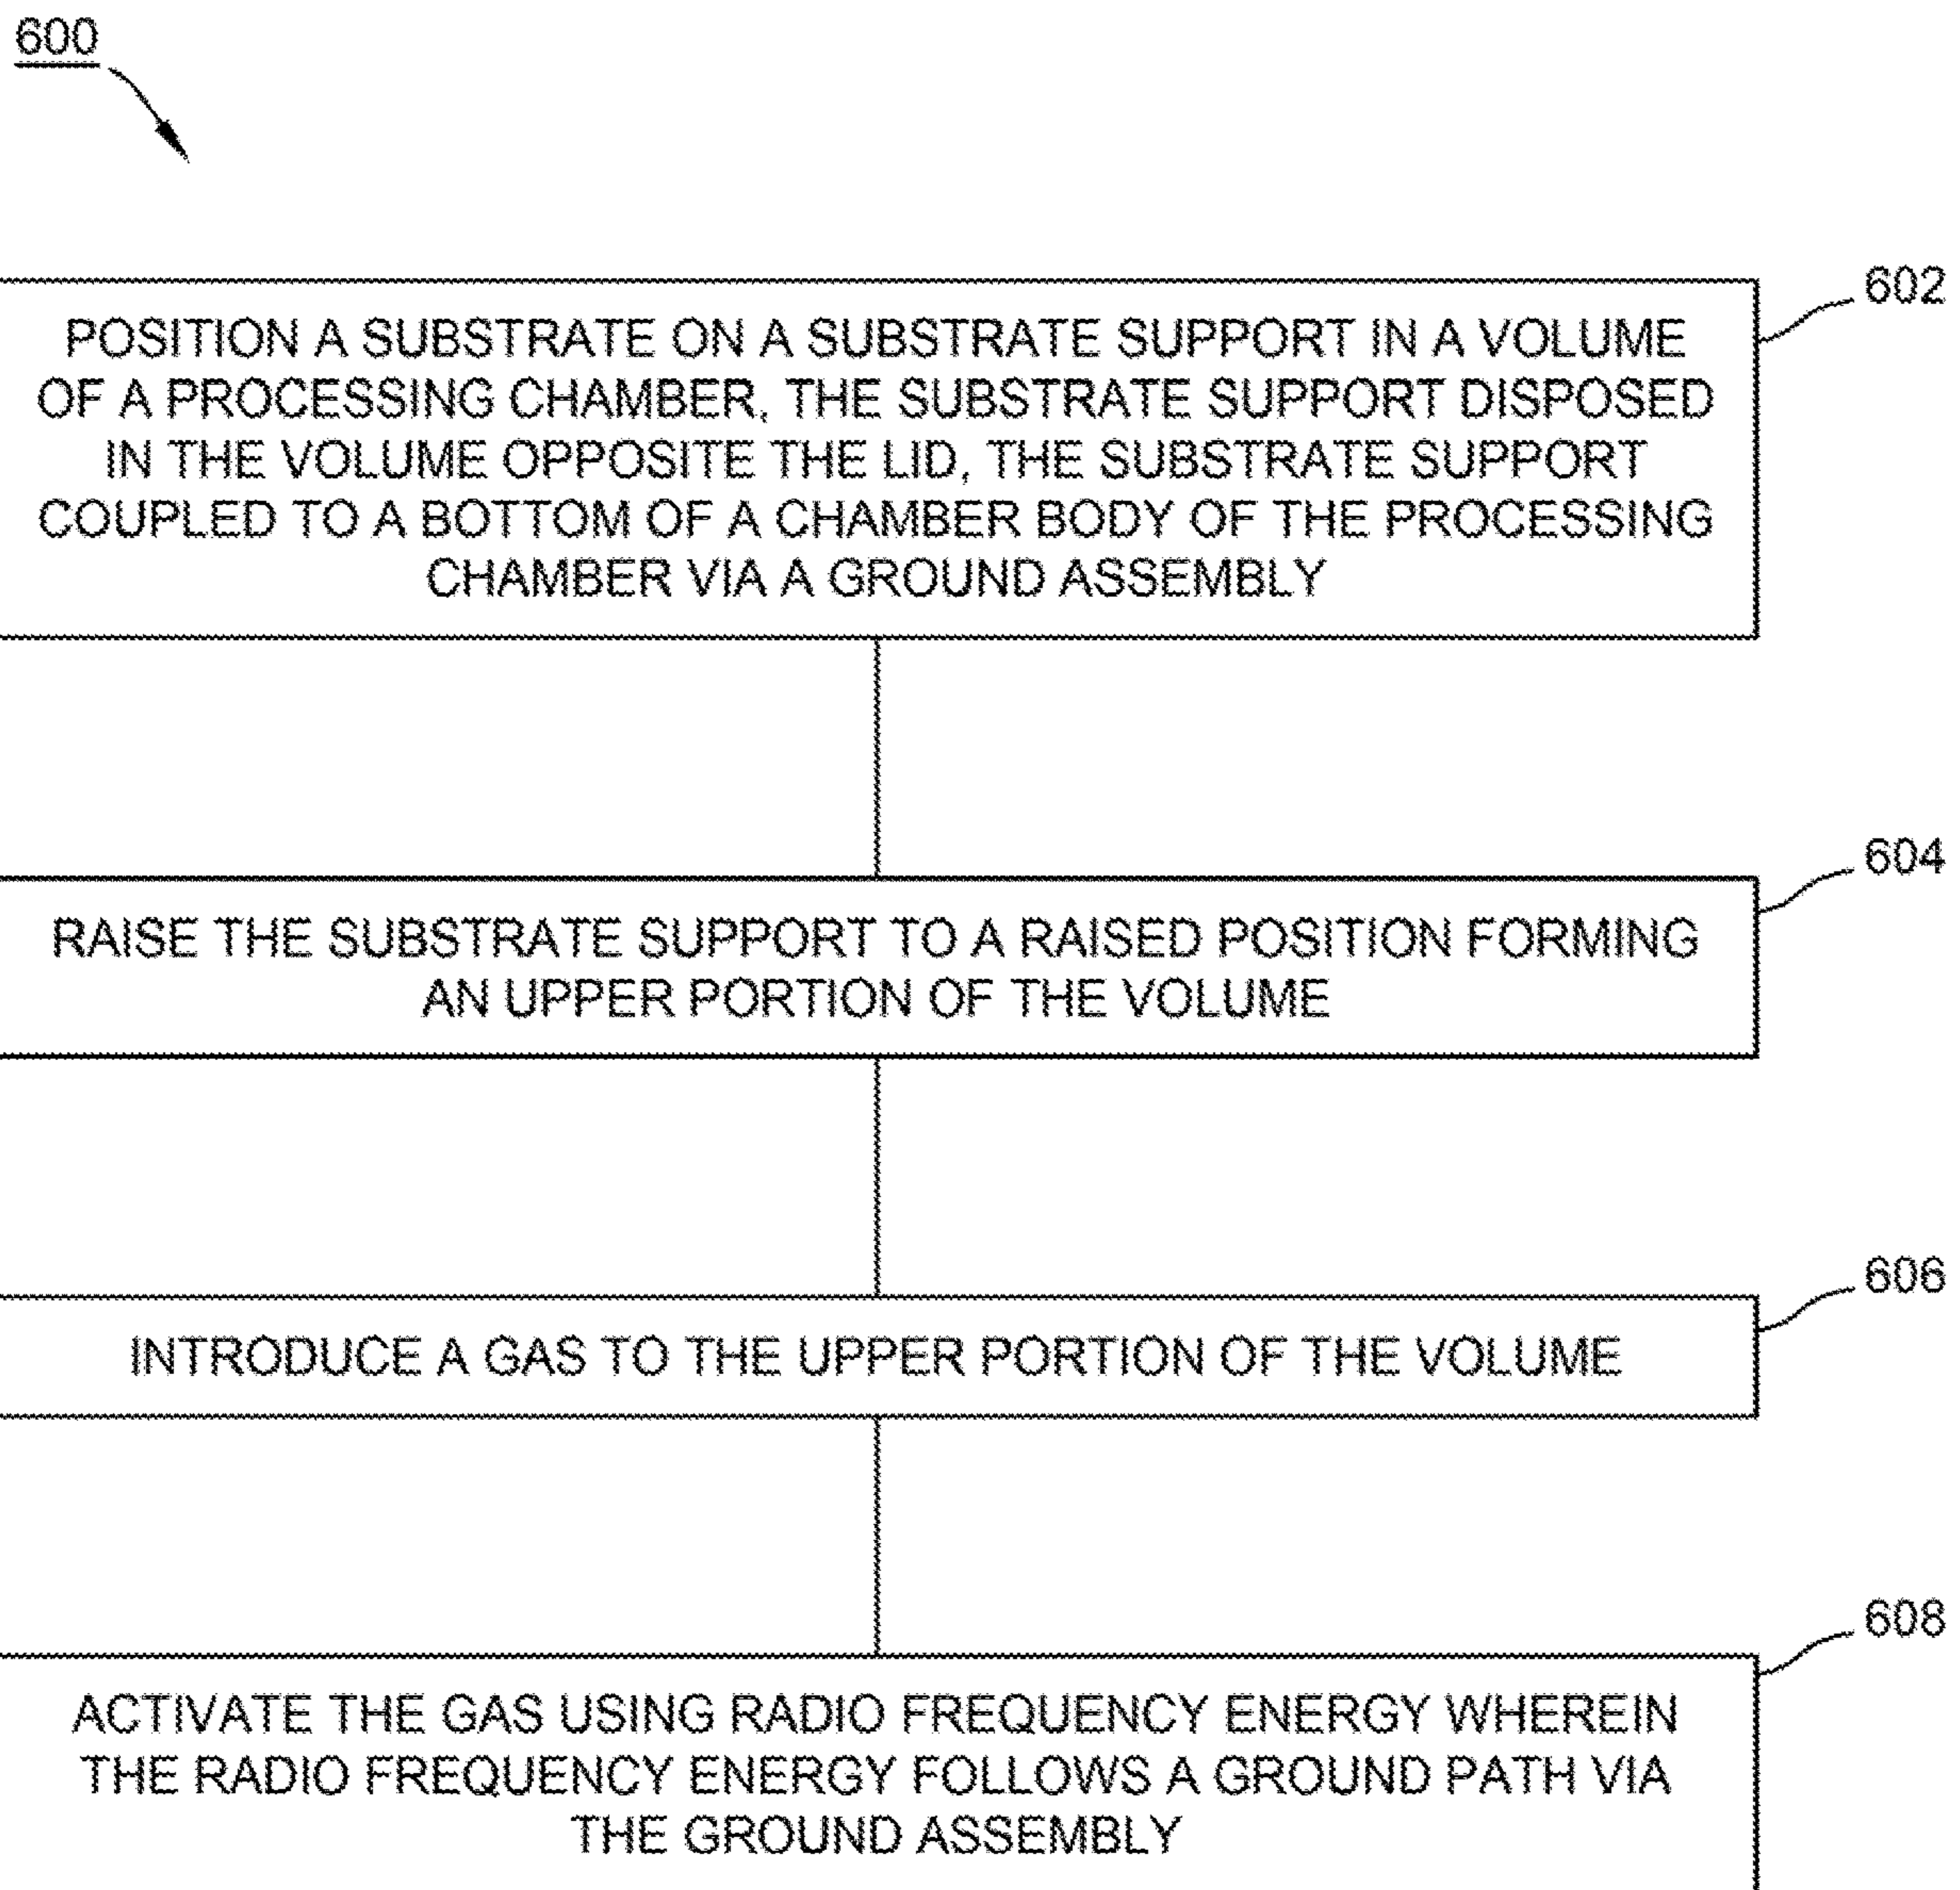 600
602
POSITION A SUBSTRATE ON A SUBSTRATE SUPPORT IN A VOLUME
OF A PROCESSING CHAMBER, THE SUBSTRATE SUPPORT DISPOSED
IN THE VOLUME OPPOSITE THE LID, THE SUBSTRATE SUPPORT
COUPLED TO A BOTTOM OF A CHAMBER BODY OF THE PROCESSING
CHAMBER VIA A GROUND ASSEMBLY
604
RAISE THE SUBSTRATE SUPPORT TO A RAISED POSITION FORMING
AN UPPER PORTION OF THE VOLUME
606
INTRODUCE A GAS TO THE UPPER PORTION OF THE VOLUME
608
ACTIVATE THE GAS USING RADIO FREQUENCY ENERGY WHEREIN
THE RADIO FREQUENCY ENERGY FOLLOWS A GROUND PATH VIA
THE GROUND ASSEMBLY